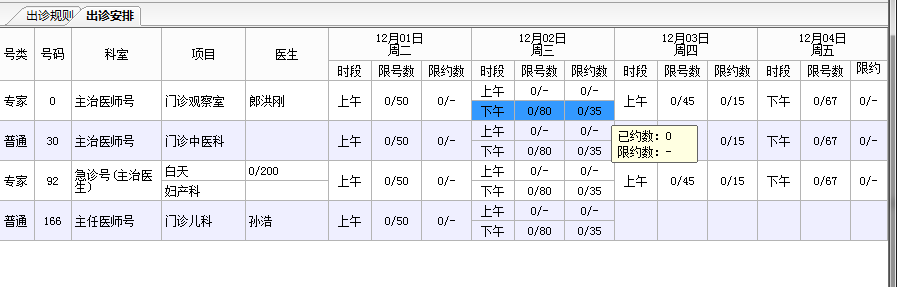 出诊规则 出诊安排
号类 号码 科室 项目 医生 12月01日 12月02日 12月03日 12月04日
周二 周三 周四 周五
时段 限号数 限约数 时段 限号数 限约数 时段 限号数 限约数 时段 限号数 限约
专家 0 主治医师号 门诊观察室 郎洪刚 上午 0/50 0/- 上午 0/- 0/- 上午 0/45 0/15 下午 0/67 0/-
下午 0/80 0/35
普通 30 主治医师号 门诊中医科 上午 0/50 0/- 上午 0/- 0/- 0/15 下午 0/67 0/-
下午 0/80 0/35
已约数: 0
限约数: -
专家 92 急诊号(主治医 白天 0/200 上午 0/50 0/- 上午 0/- 0/- 上午 0/45 0/15 下午 0/67 0/-
生) 妇产科 下午 0/80 0/35
普通 166 主任医师号 门诊儿科 孙浩 上午 0/50 0/- 上午 0/- 0/-
下午 0/80 0/35